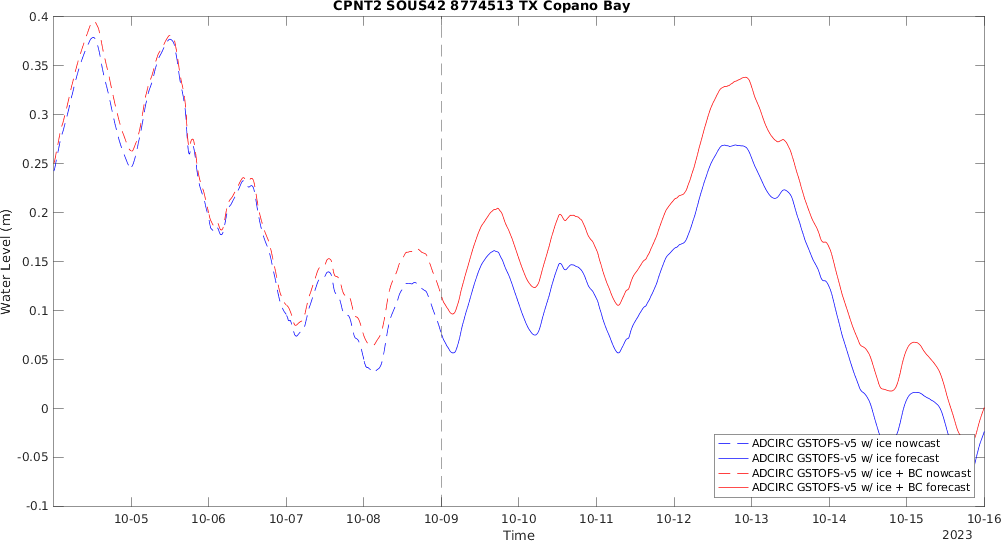 CPNT2 SOUS42 8774513 TX Copano Bay
Water Level (m)
0.4
0.35
0.3
0.25
0.2
0.15
0.1
0.05
0
-0.05
-0.1
10-05 10-06 10-07 10-08 10-09 10-10 10-11 10-12 10-13 10-14 10-15 10-16
Time
2023
ADCIRC GSTOFS-v5 w/ ice nowcast
ADCIRC GSTOFS-v5 w/ ice forecast
ADCIRC GSTOFS-v5 w/ ice + BC nowcast
ADCIRC GSTOFS-v5 w/ ice + BC forecast